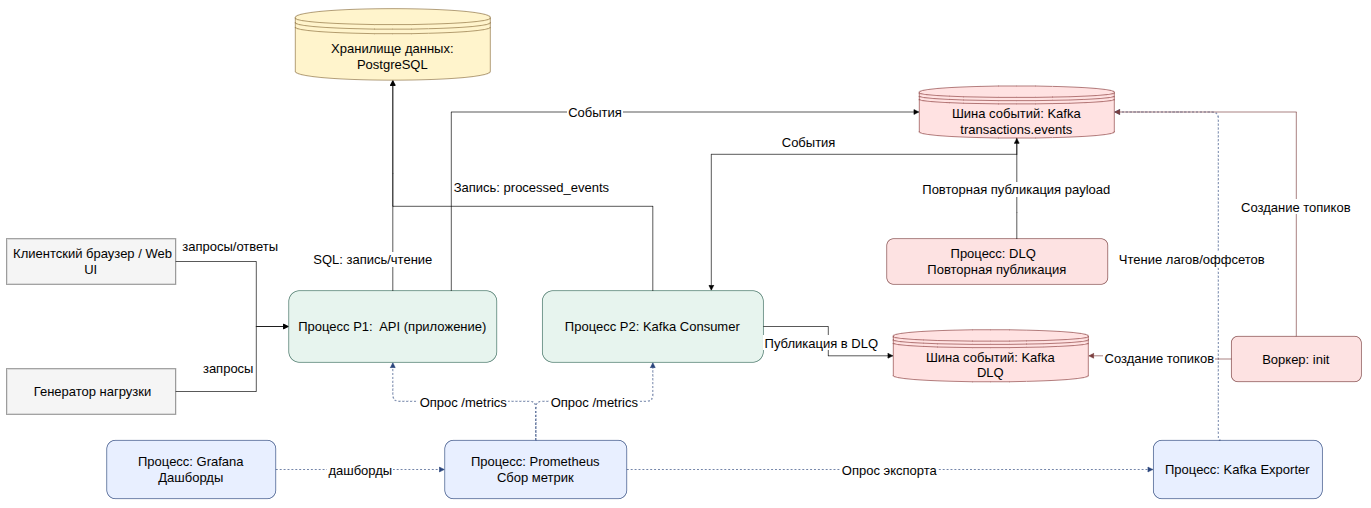 Хранилище данных:
PostgreSQL
События
Шина событий: Kafka
transactions.events
События
Запись: processed_events
Повторная публикация payload
Создание топиков
запросы/ответы
Клиентский браузер / Web
UI
SQL: запись/чтение
Процесс: DLQ
Повторная публикация
Чтение лагов/оффсетов
Процесс P1:  API (приложение)
Процесс P2: Kafka Consumer
Публикация в DLQ
Шина событий: Kafka
DLQ
Создание топиков
Воркер: init
запросы
Генератор нагрузки
Опрос /metrics
Опрос /metrics
Процесс: Grafana
Дашборды
дашборды
Процесс: Prometheus
Сбор метрик
Опрос экспорта
Процесс: Kafka Exporter